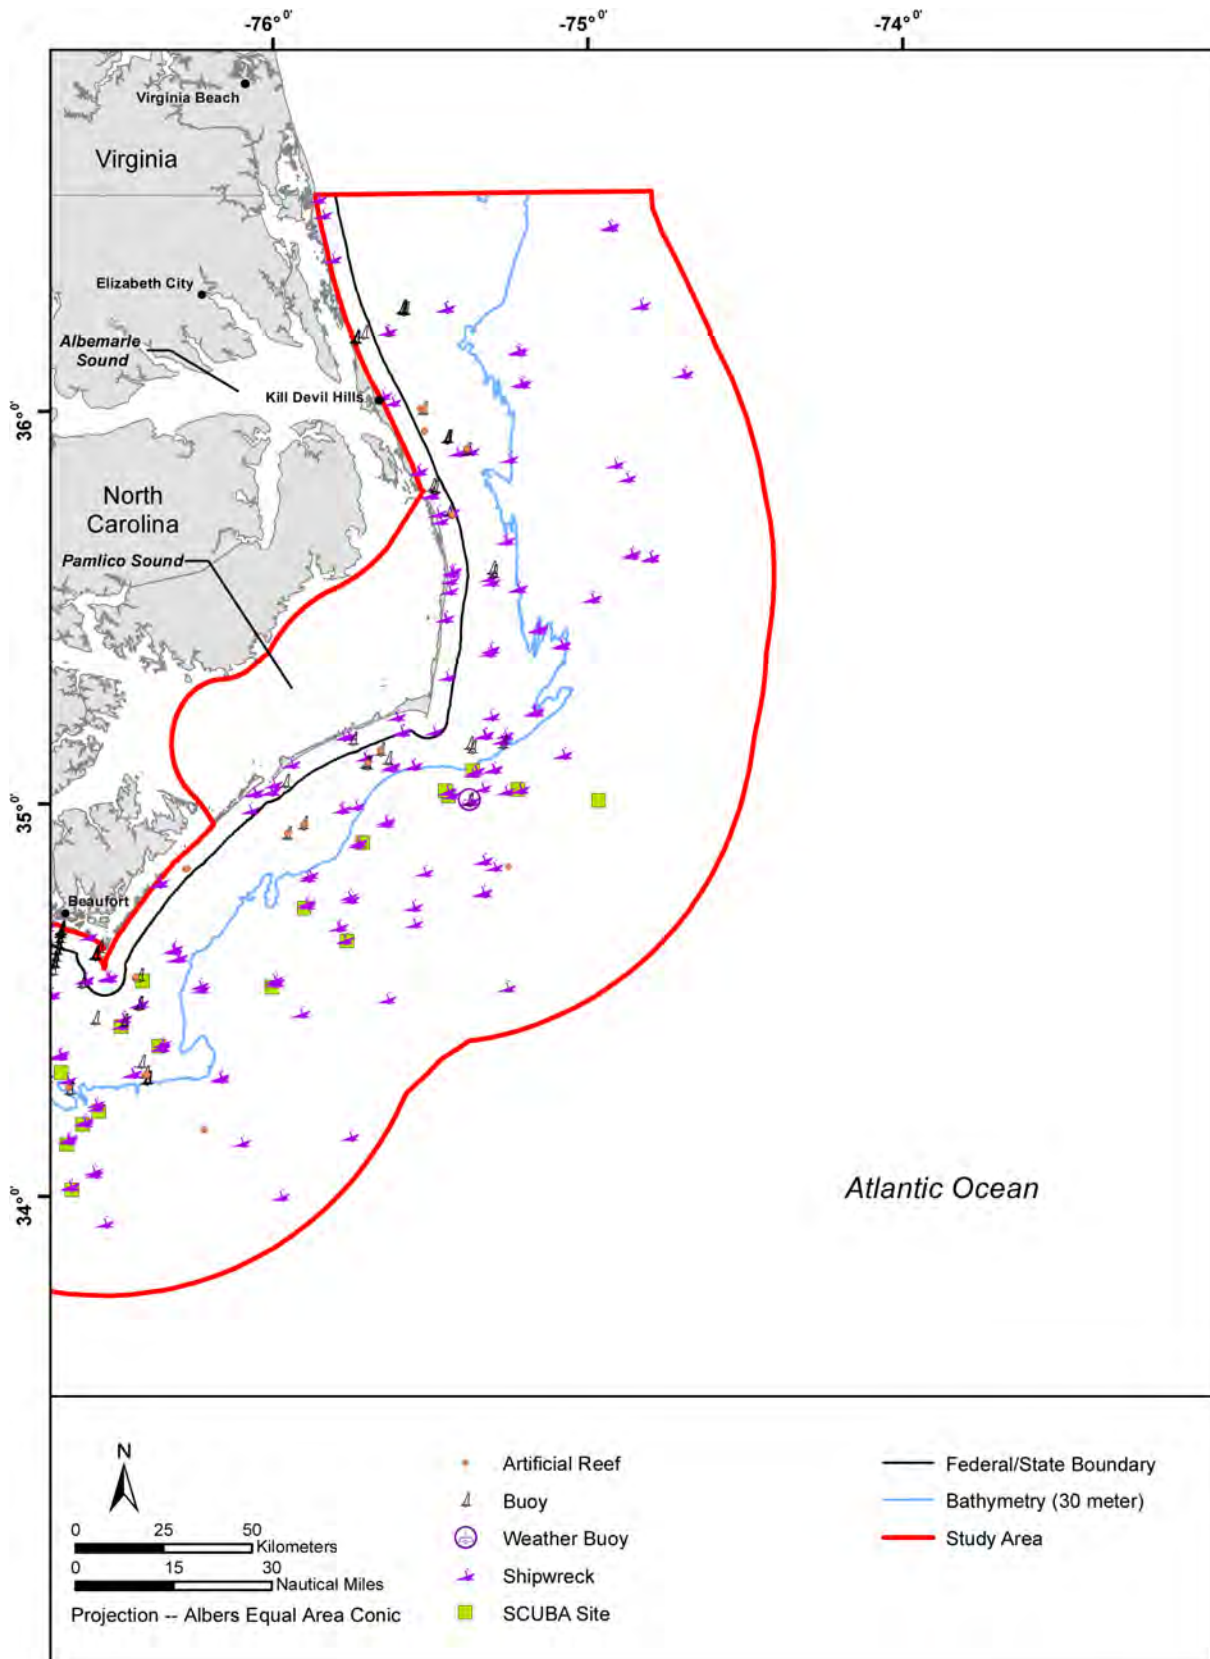 -76°0'
-75°0'
-74°0'
Virginia Beach
Virginia
Elizabeth City
Albemarle
Sound
Kill Devil Hills
36°0'
North
Carolina
Pamlico Sound
35°0'
Beaufort
34°0'
Atlantic Ocean
N
0 25 50
Kilometers
0 15 30
Nautical Miles
Projection -- Albers Equal Area Conic
Artificial Reef
Buoy
Weather Buoy
Shipwreck
SCUBA Site
Federal/State Boundary
Bathymetry (30 meter)
Study Area